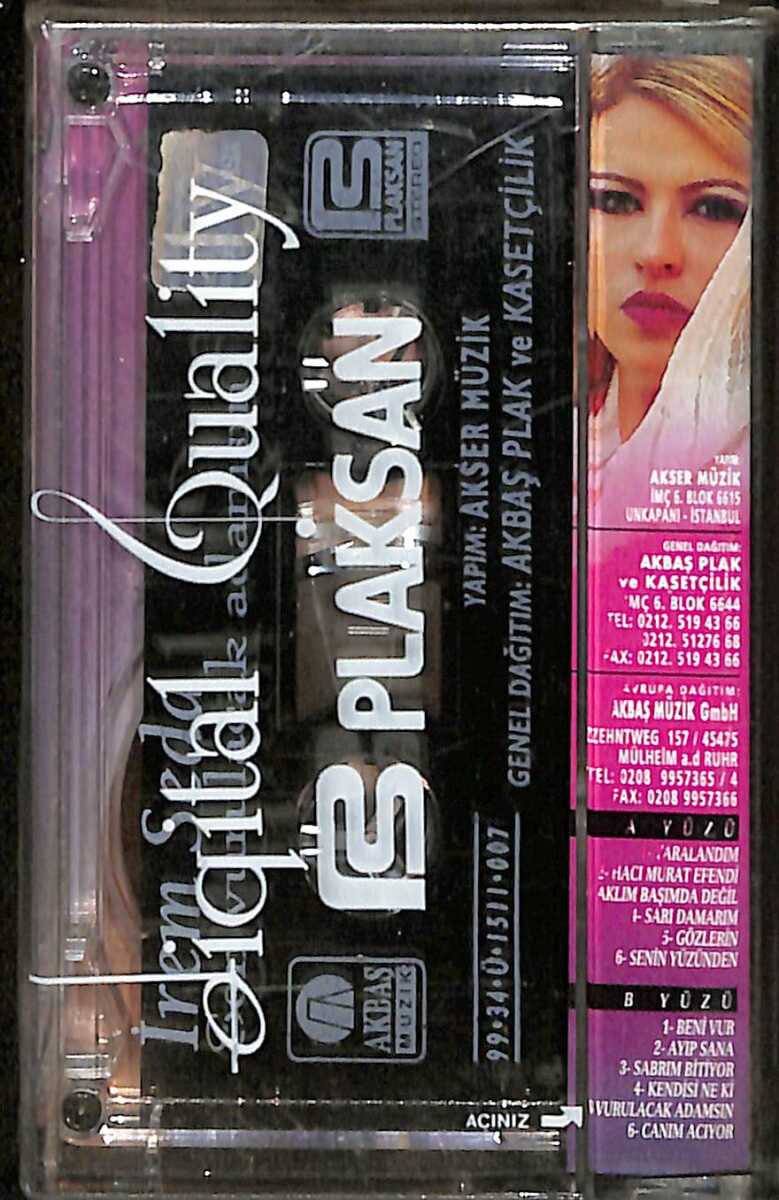 İrem Seda
Digital Quality
PLAKSAN
PLAKSAN
STEREO
YAPIM: AKSER MÜZİK
GENEL DAĞITIM: AKBAŞ PLAK ve KASETÇİLİK
AKBAŞ
MÜZİK
99•34•Ü•1511•007
AÇINIZ
YAPIM:
AKSER MÜZİK
İMÇ 6. BLOK 6615
UNKAPANI - İSTANBUL
GENEL DAĞITIM:
AKBAŞ PLAK
ve KASETÇİLİK
MÇ 6. BLOK 6644
TEL: 0212. 519 43 66
0212. 51276 68
FAX: 0212. 519 43 66
AVRUPA DAĞITIM:
AKBAŞ MÜZİK GmbH
ZEHNTWEG 157 / 45475
MÜLHEİM a.d RUHR
TEL: 0208 9957365 / 4
FAX: 0208 9957366
A YÜZÜ
YARALANDIM
2- HACI MURAT EFENDİ
AKLIM BAŞIMDA DEĞİL
4- SARI DAMARIM
5- GÖZLERİN
6- SENİN YÜZÜNDEN
B YÜZÜ
1- BENİ VUR
2- AYIP SANA
3- SABRIM BİTİYOR
4- KENDİSİ NE Kİ
VURULACAK ADAMSIN
6- CANIM ACIYOR